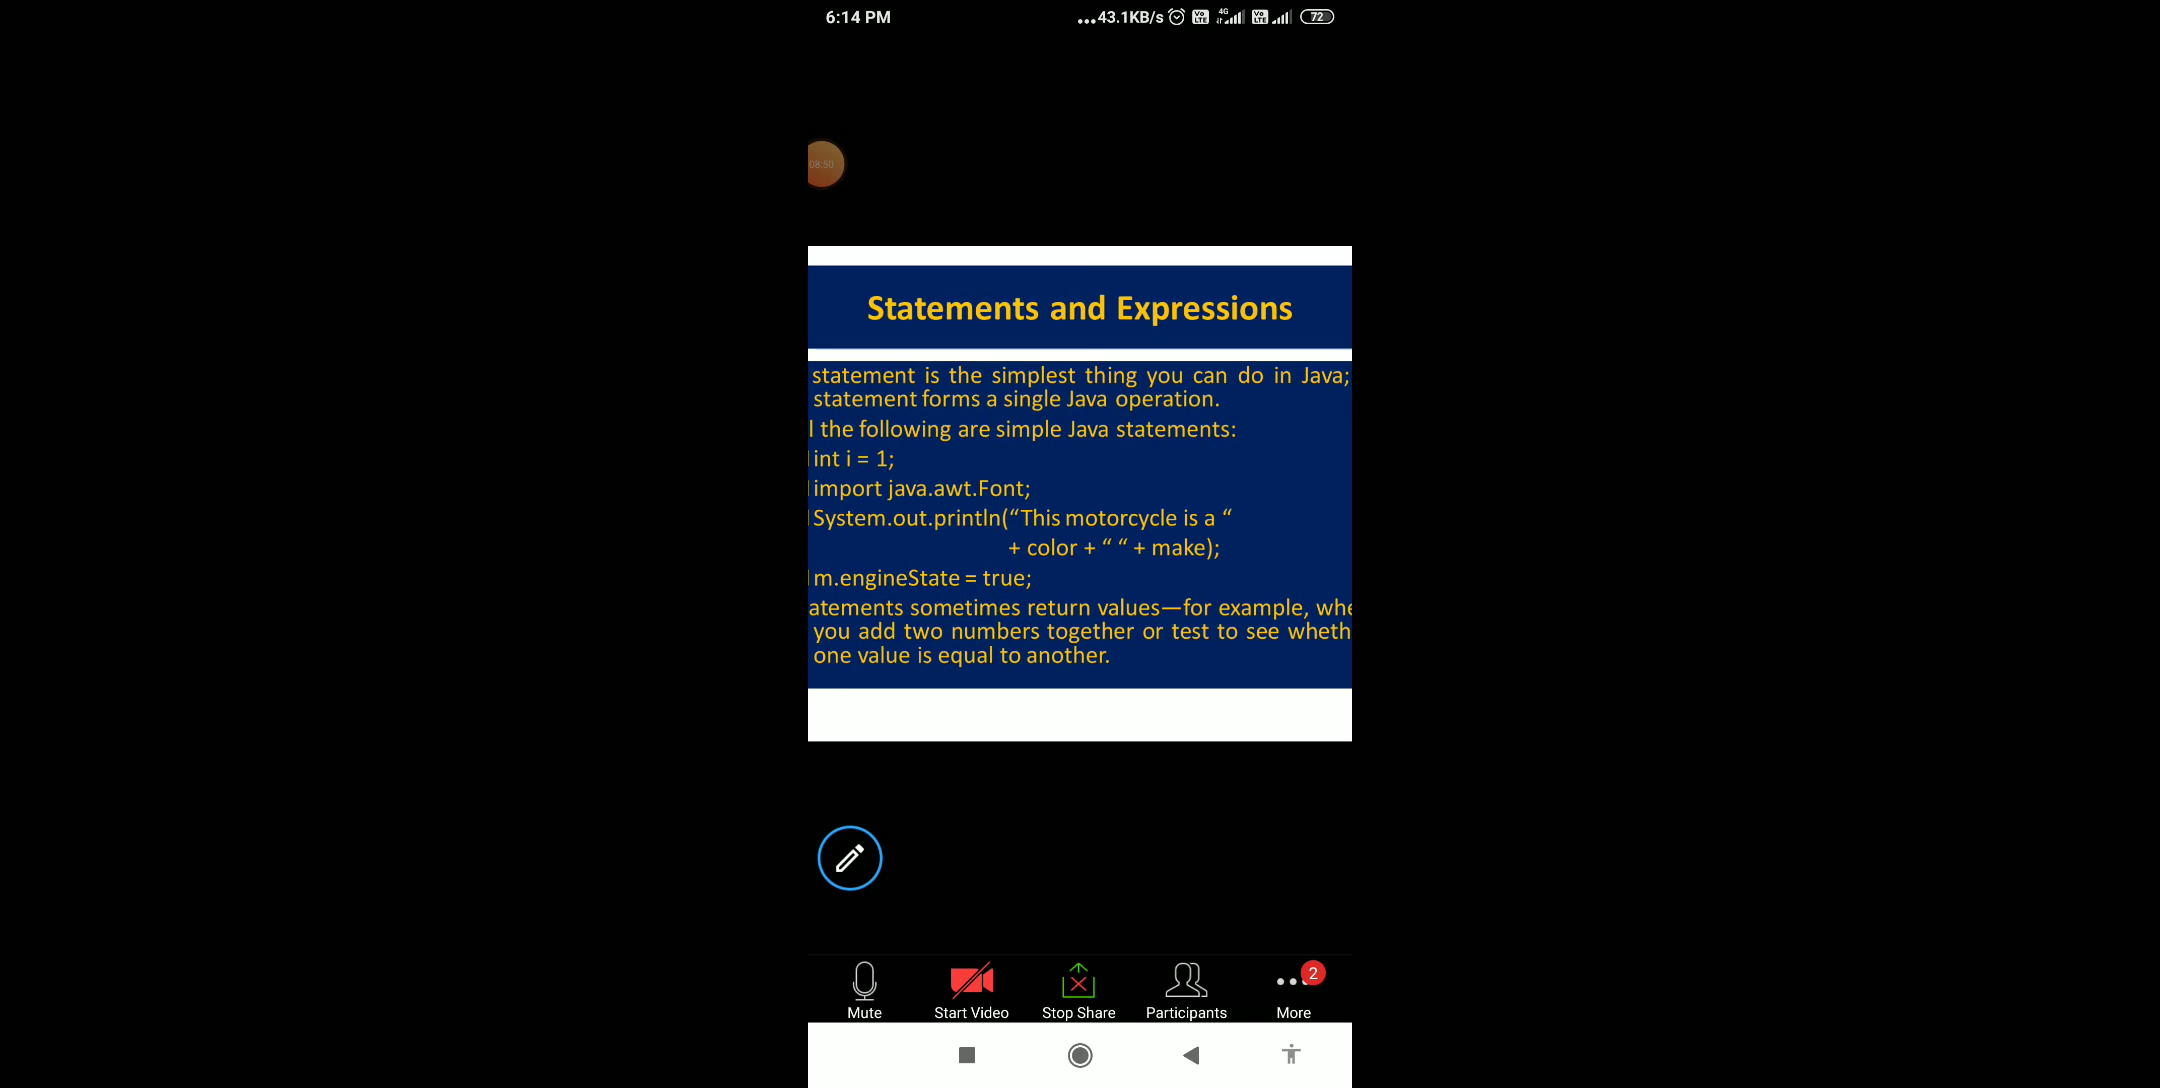 6:14 PM
...43.1KB/s 4G 72
08:50
Statements and Expressions
statement is the simplest thing you can do in Java;
statement forms a single Java operation.
l the following are simple Java statements:
int i = 1;
import java.awt.Font;
System.out.println(“This motorcycle is a “
+ color + “ “ + make);
m.engineState = true;
atements sometimes return values—for example, whe
you add two numbers together or test to see wheth
one value is equal to another.
2
Mute Start Video Stop Share Participants More